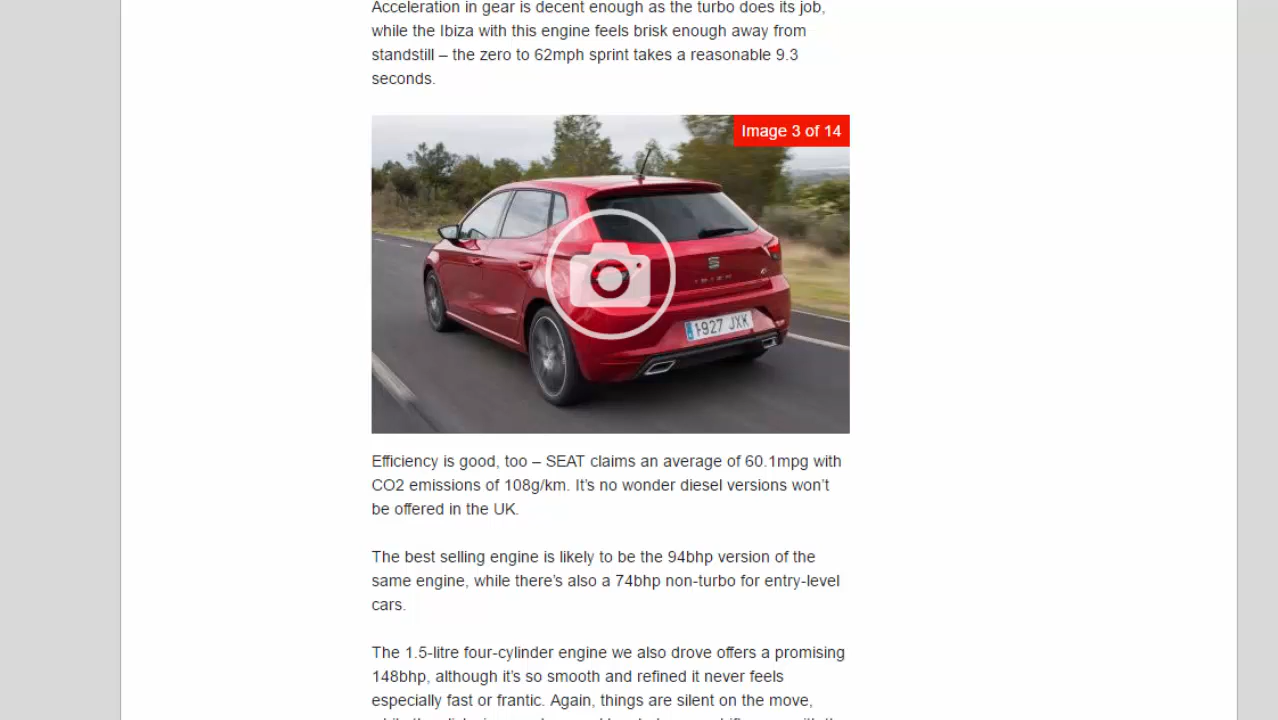 Acceleration in gear is decent enough as the turbo does its job,
while the Ibiza with this engine feels brisk enough away from
standstill – the zero to 62mph sprint takes a reasonable 9.3
seconds.
Image 3 of 14
IBIZA
1927 JXK
Efficiency is good, too – SEAT claims an average of 60.1mpg with
CO2 emissions of 108g/km. It’s no wonder diesel versions won’t
be offered in the UK.
The best selling engine is likely to be the 94bhp version of the
same engine, while there’s also a 74bhp non-turbo for entry-level
cars.
The 1.5-litre four-cylinder engine we also drove offers a promising
148bhp, although it’s so smooth and refined it never feels
especially fast or frantic. Again, things are silent on the move,